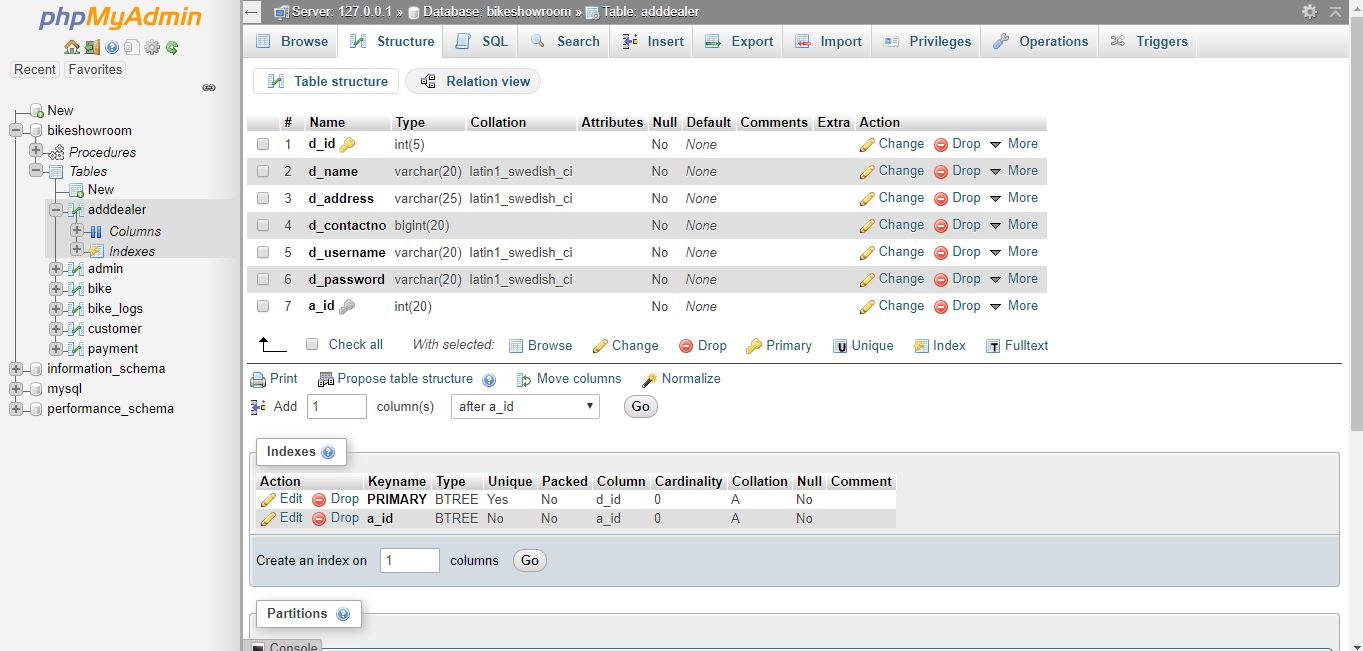 phpMyAdmin
Recent Favorites
New
bikeshowroom
Procedures
Tables
New
adddealer
Columns
Indexes
admin
bike
bike_logs
customer
payment
information_schema
mysql
performance_schema
Server: 127.0.0.1 » Database: bikeshowroom » Table: adddealer
Browse Structure SQL Search Insert Export Import Privileges Operations Triggers
Table structure Relation view
# Name Type Collation Attributes Null Default Comments Extra Action
1 d_id int(5) No None Change Drop More
2 d_name varchar(20) latin1_swedish_ci No None Change Drop More
3 d_address varchar(25) latin1_swedish_ci No None Change Drop More
4 d_contactno bigint(20) No None Change Drop More
5 d_username varchar(20) latin1_swedish_ci No None Change Drop More
6 d_password varchar(20) latin1_swedish_ci No None Change Drop More
7 a_id int(20) No None Change Drop More
Check all With selected: Browse Change Drop Primary Unique Index Fulltext
Print Propose table structure Move columns Normalize
Add 1 column(s) after a_id Go
Indexes
Action Keyname Type Unique Packed Column Cardinality Collation Null Comment
Edit Drop PRIMARY BTREE Yes No d_id 0 A No
Edit Drop a_id BTREE No No a_id 0 A No
Create an index on 1 columns Go
Partitions
Console